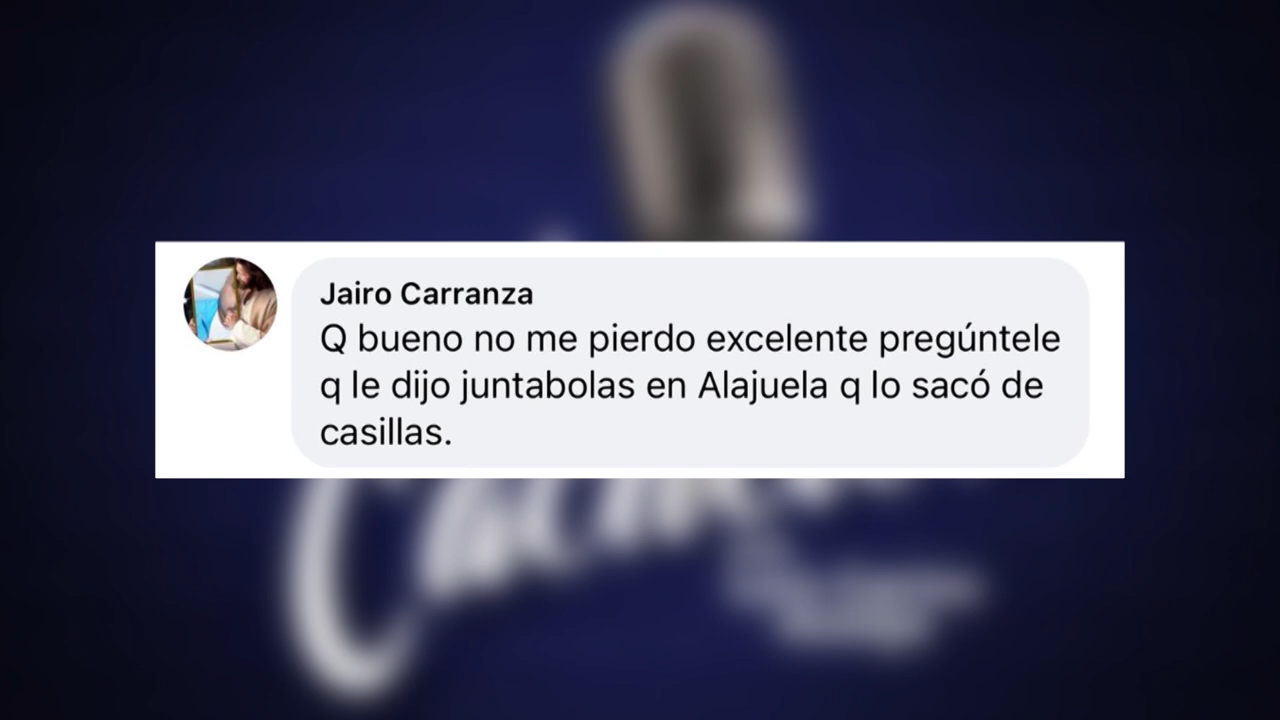 Jairo Carranza
Q bueno no me pierdo excelente pregúntele
q le dijo juntabolas en Alajuela q lo sacó de
casillas.